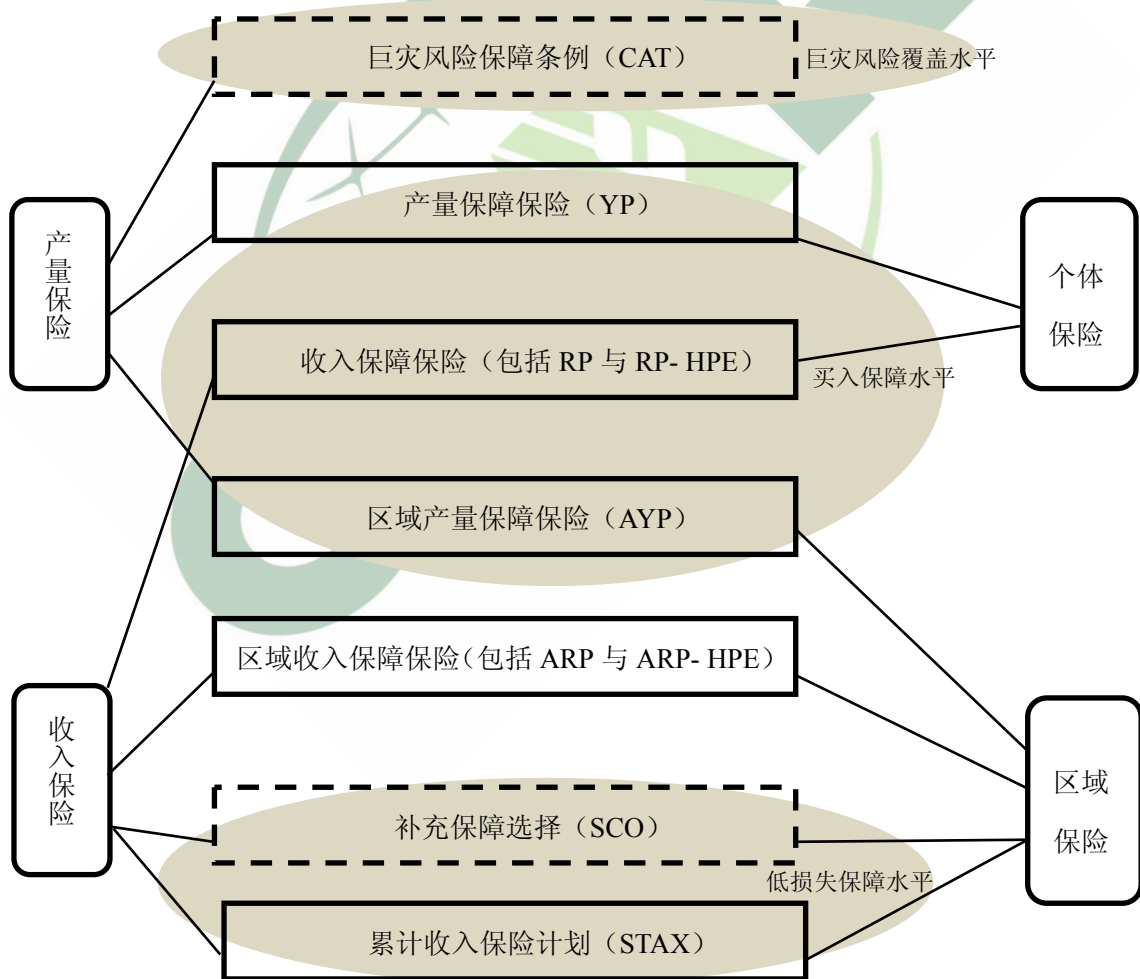 巨灾风险保障条例（CAT）
巨灾风险覆盖水平
产量保障保险（YP）
产量保险
个体
保险
收入保障保险（包括 RP 与 RP- HPE）
买入保障水平
区域产量保障保险（AYP）
区域收入保障保险（包括 ARP 与 ARP- HPE）
收入保险
区域
保险
补充保障选择（SCO）
低损失保障水平
累计收入保险计划（STAX）